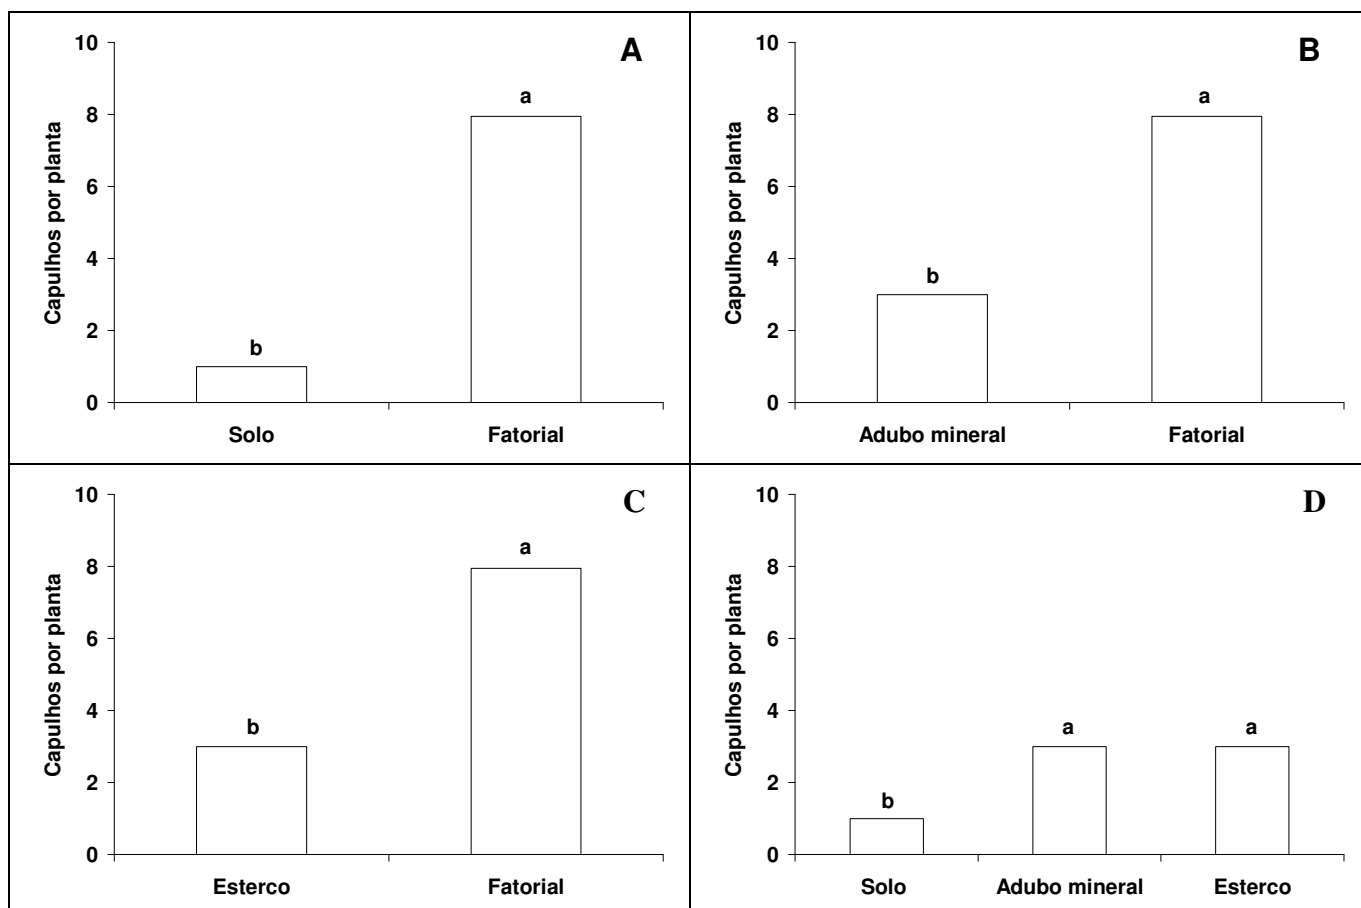 A
Capulhos por planta
10
8
6
4
2
0
a
b
Solo Fatorial
B
Capulhos por planta
10
8
6
4
2
0
a
b
Adubo mineral Fatorial
C
Capulhos por planta
10
8
6
4
2
0
a
b
Esterco Fatorial
D
Capulhos por planta
10
8
6
4
2
0
b
a
a
Solo Adubo mineral Esterco